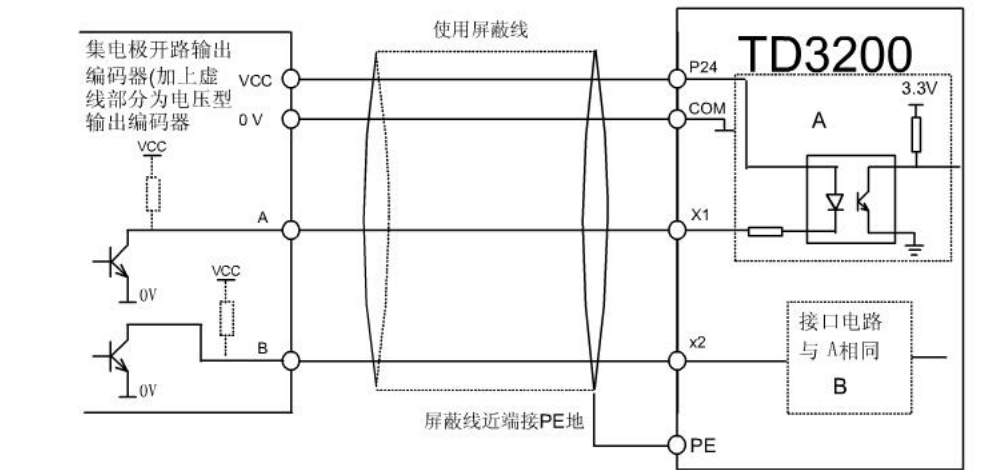 使用屏蔽线
集电极开路输出
编码器(加上虚
线部分为电压型
输出编码器
VCC
0 V
VCC
A
0V
VCC
B
0V
TD3200
P24
COM
3.3V
A
X1
x2
接口电路
与 A相同
B
屏蔽线近端接PE地
PE